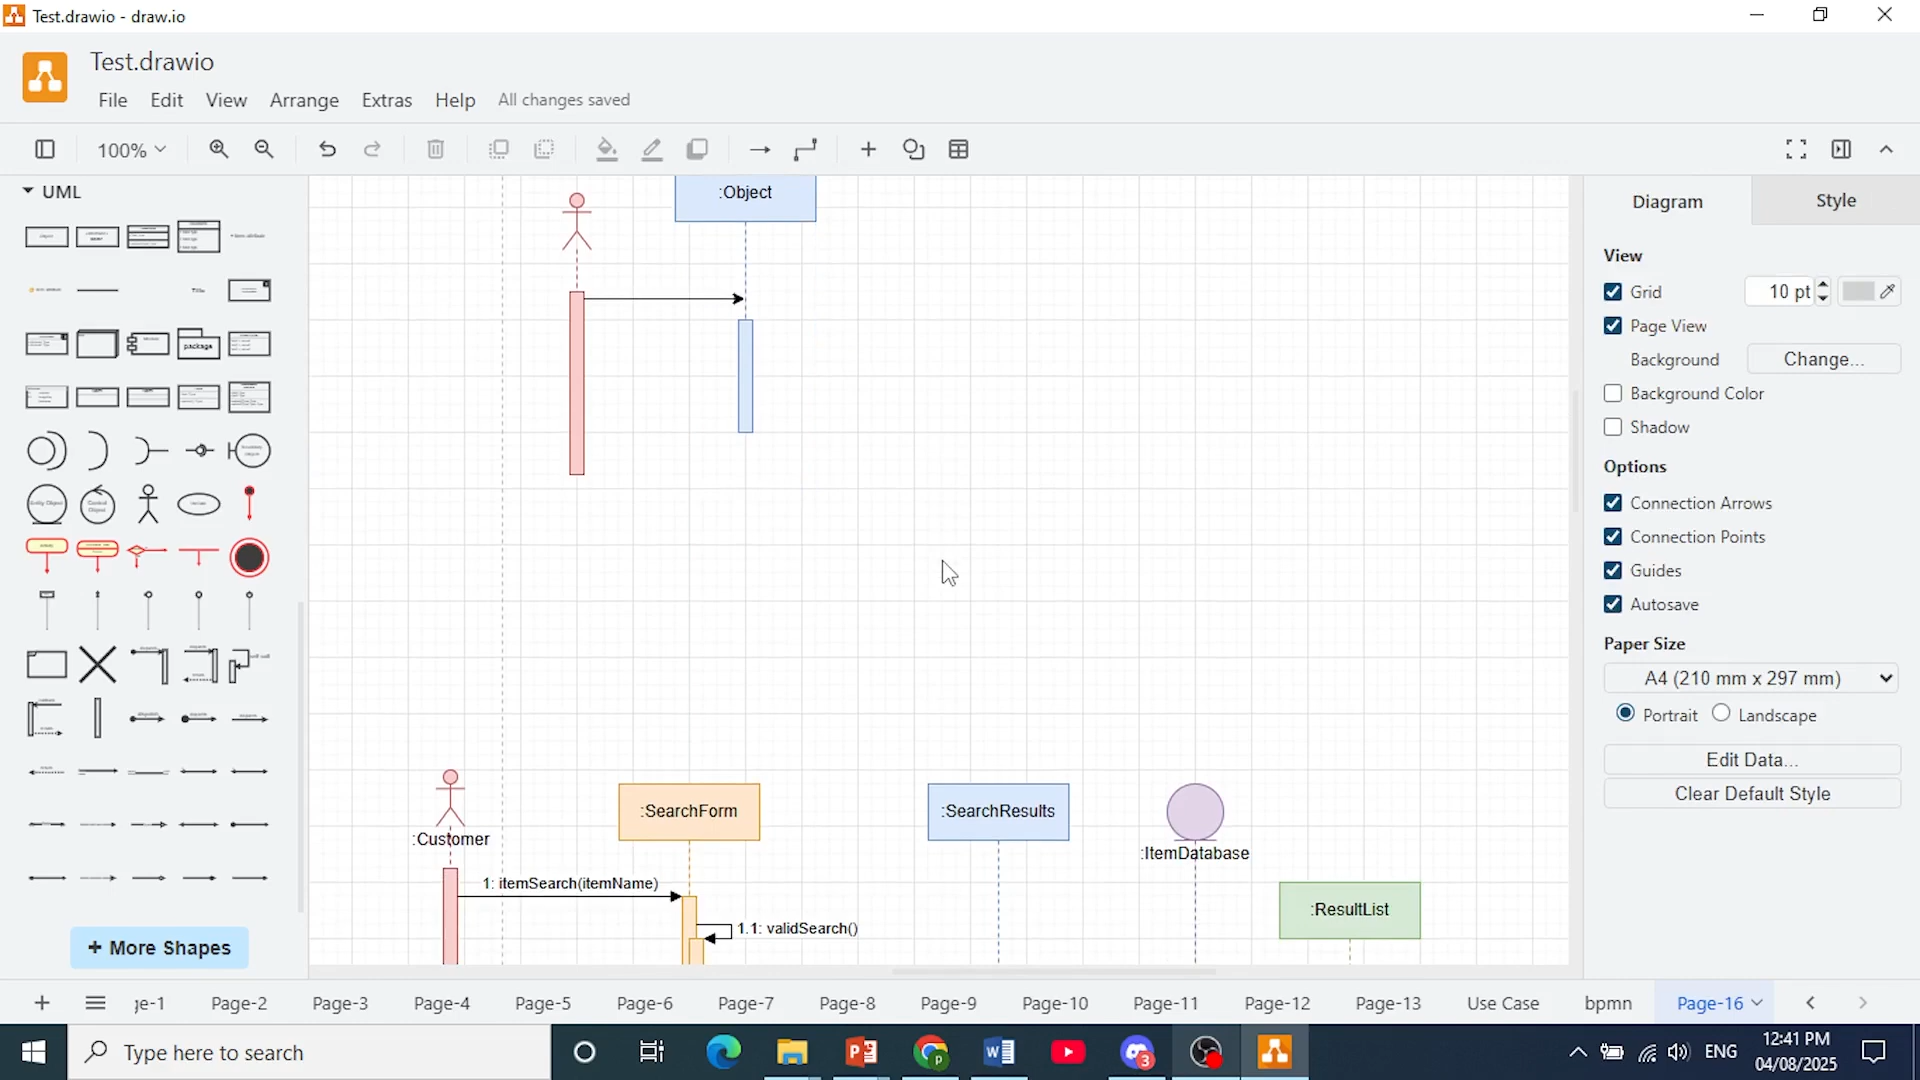 Test.drawio - draw.io
Test.drawio
File Edit View Arrange Extras Help All changes saved
100%
UML
package
More Shapes
:Object
:Customer
:SearchForm
:SearchResults
:ItemDatabase
:ResultList
1: itemSearch(itemName)
1.1: validSearch()
Diagram Style
View
Grid 10 pt
Page View
Background Change...
Background Color
Shadow
Options
Connection Arrows
Connection Points
Guides
Autosave
Paper Size
A4 (210 mm x 297 mm)
Portrait Landscape
Edit Data...
Clear Default Style
ge-1 Page-2 Page-3 Page-4 Page-5 Page-6 Page-7 Page-8 Page-9 Page-10 Page-11 Page-12 Page-13 Use Case bpmn Page-16
Type here to search
3
ENG
12:41 PM
04/08/2025